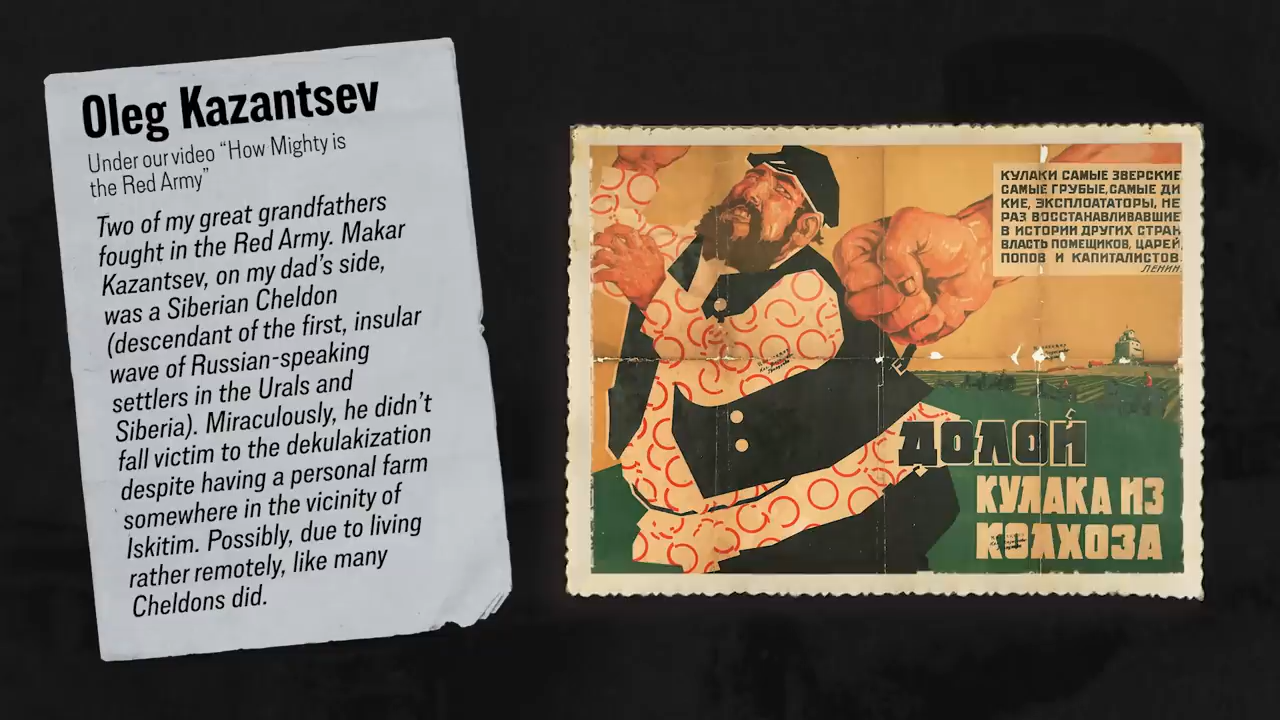 Oleg Kazantsev
Under our video “How Mighty is
the Red Army”
Two of my great grandfathers
fought in the Red Army. Makar
Kazantsev, on my dad’s side,
was a Siberian Cheldon
(descendant of the first, insular
wave of Russian-speaking
settlers in the Urals and
Siberia). Miraculously, he didn’t
fall victim to the dekulakization
despite having a personal farm
somewhere in the vicinity of
Iskitim. Possibly, due to living
rather remotely, like many
Cheldons did.
КУЛАКИ САМЫЕ ЗВЕРСКИЕ
САМЫЕ ГРУБЫЕ, САМЫЕ ДИ
КИЕ, ЭКСПЛОАТАТОРЫ, НЕ
РАЗ ВОССТАНАВЛИВАВШИЕ
В ИСТОРИИ ДРУГИХ СТРАН
ВЛАСТЬ ПОМЕЩИКОВ, ЦАРЕЙ,
ПОПОВ И КАПИТАЛИСТОВ.
ЛЕНИН.
ДОЛОЙ
КУЛАКА ИЗ
КОЛХОЗА